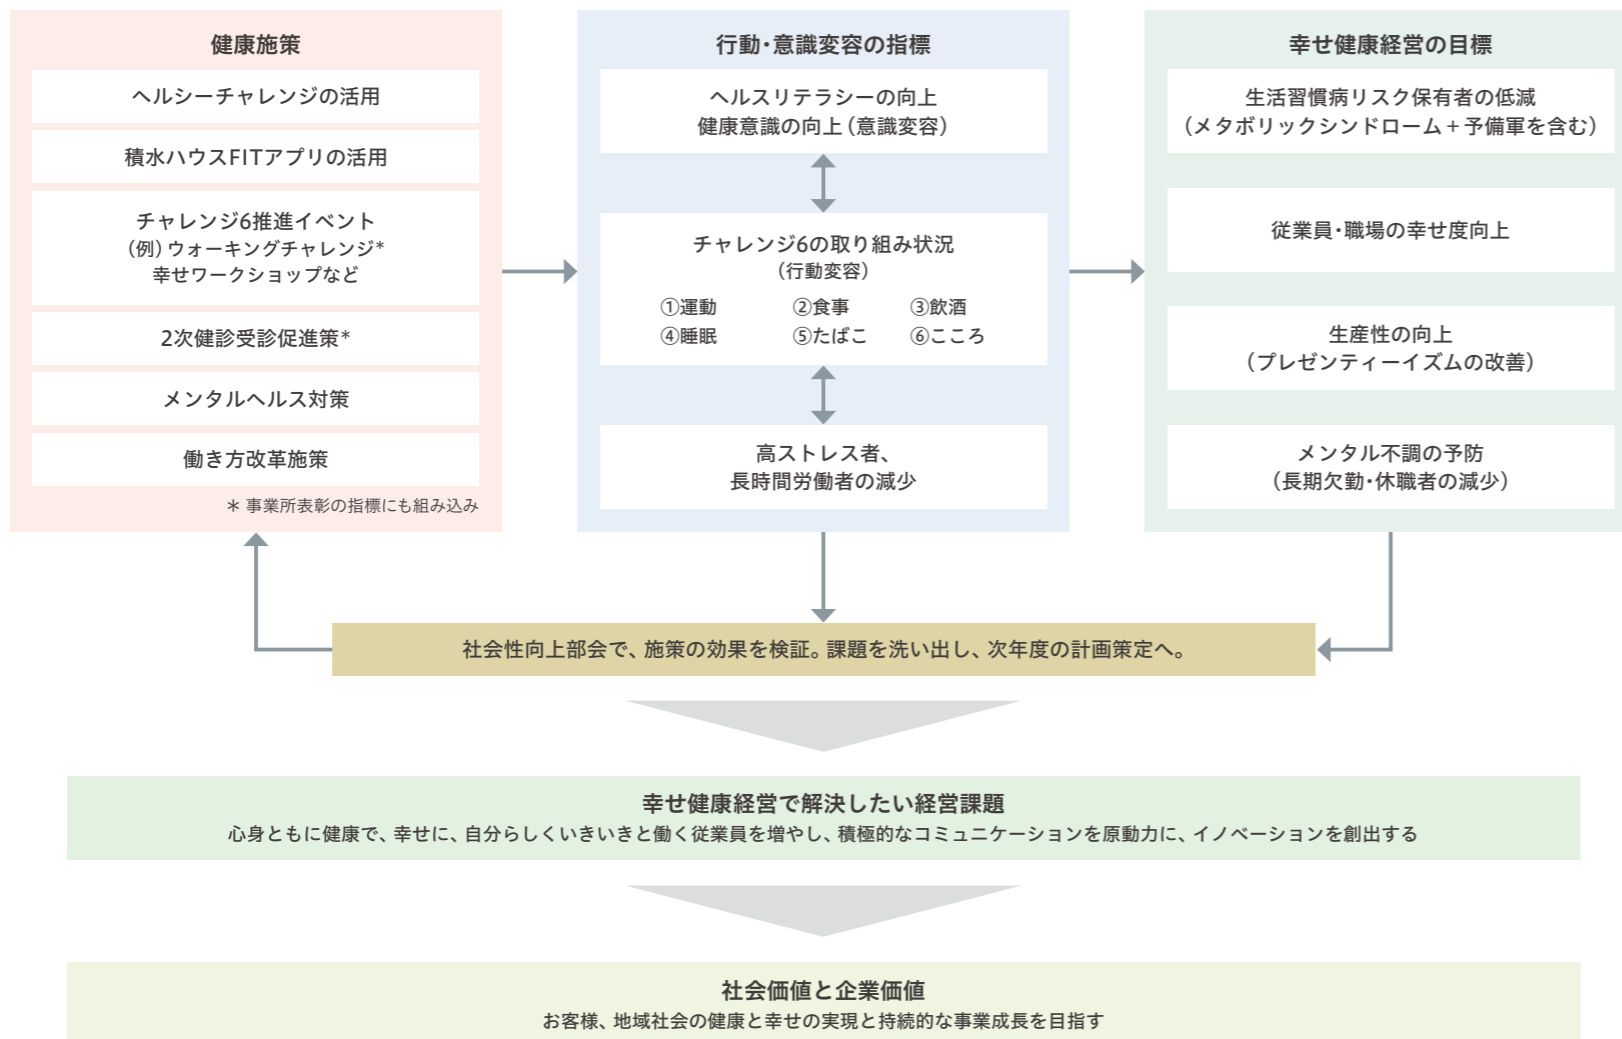 健康施策
ヘルシーチャレンジの活用
積水ハウスFITアプリの活用
チャレンジ6推進イベント
(例)ウォーキングチャレンジ*
幸せワークショップなど
2次健診受診促進策*
メンタルヘルス対策
働き方改革施策
* 事業所表彰の指標にも組み込み
行動・意識変容の指標
ヘルスリテラシーの向上
健康意識の向上(意識変容)
チャレンジ6の取り組み状況
(行動変容)
①運動 ②食事 ③飲酒
④睡眠 ⑤たばこ ⑥こころ
高ストレス者、
長時間労働者の減少
幸せ健康経営の目標
生活習慣病リスク保有者の低減
(メタボリックシンドローム+予備軍を含む)
従業員・職場の幸せ度向上
生産性の向上
(プレゼンティーイズムの改善)
メンタル不調の予防
(長期欠勤・休職者の減少)
社会性向上部会で、施策の効果を検証。課題を洗い出し、次年度の計画策定へ。
幸せ健康経営で解決したい経営課題
心身ともに健康で、幸せに、自分らしくいきいきと働く従業員を増やし、積極的なコミュニケーションを原動力に、イノベーションを創出する
社会価値と企業価値
お客様、地域社会の健康と幸せの実現と持続的な事業成長を目指す